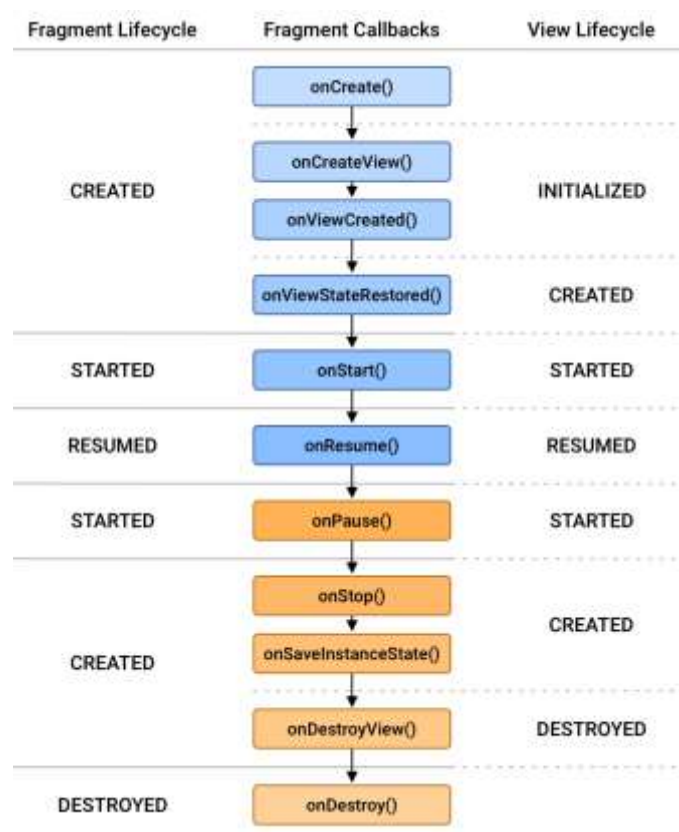 Fragment Lifecycle Fragment Callbacks View Lifecycle
onCreate()
onCreateView()
CREATED INITIALIZED
onViewCreated()
onViewStateRestored() CREATED
STARTED onStart() STARTED
RESUMED onResume() RESUMED
STARTED onPause() STARTED
onStop()
CREATED
onSaveInstanceState()
CREATED
onDestroyView() DESTROYED
DESTROYED onDestroy()